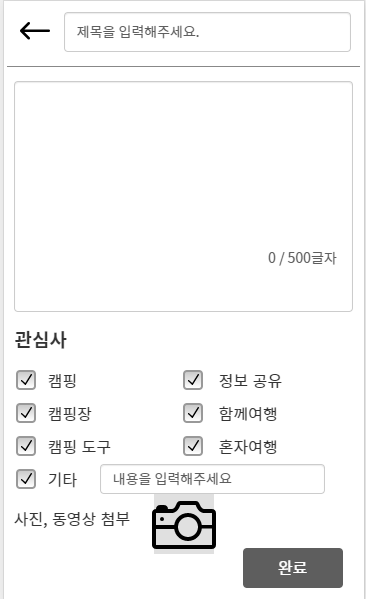 제목을 입력해주세요.
0 / 500글자
관심사
캠핑 정보 공유
캠핑장 함께여행
캠핑 도구 혼자여행
기타 내용을 입력해주세요
사진, 동영상 첨부
완료